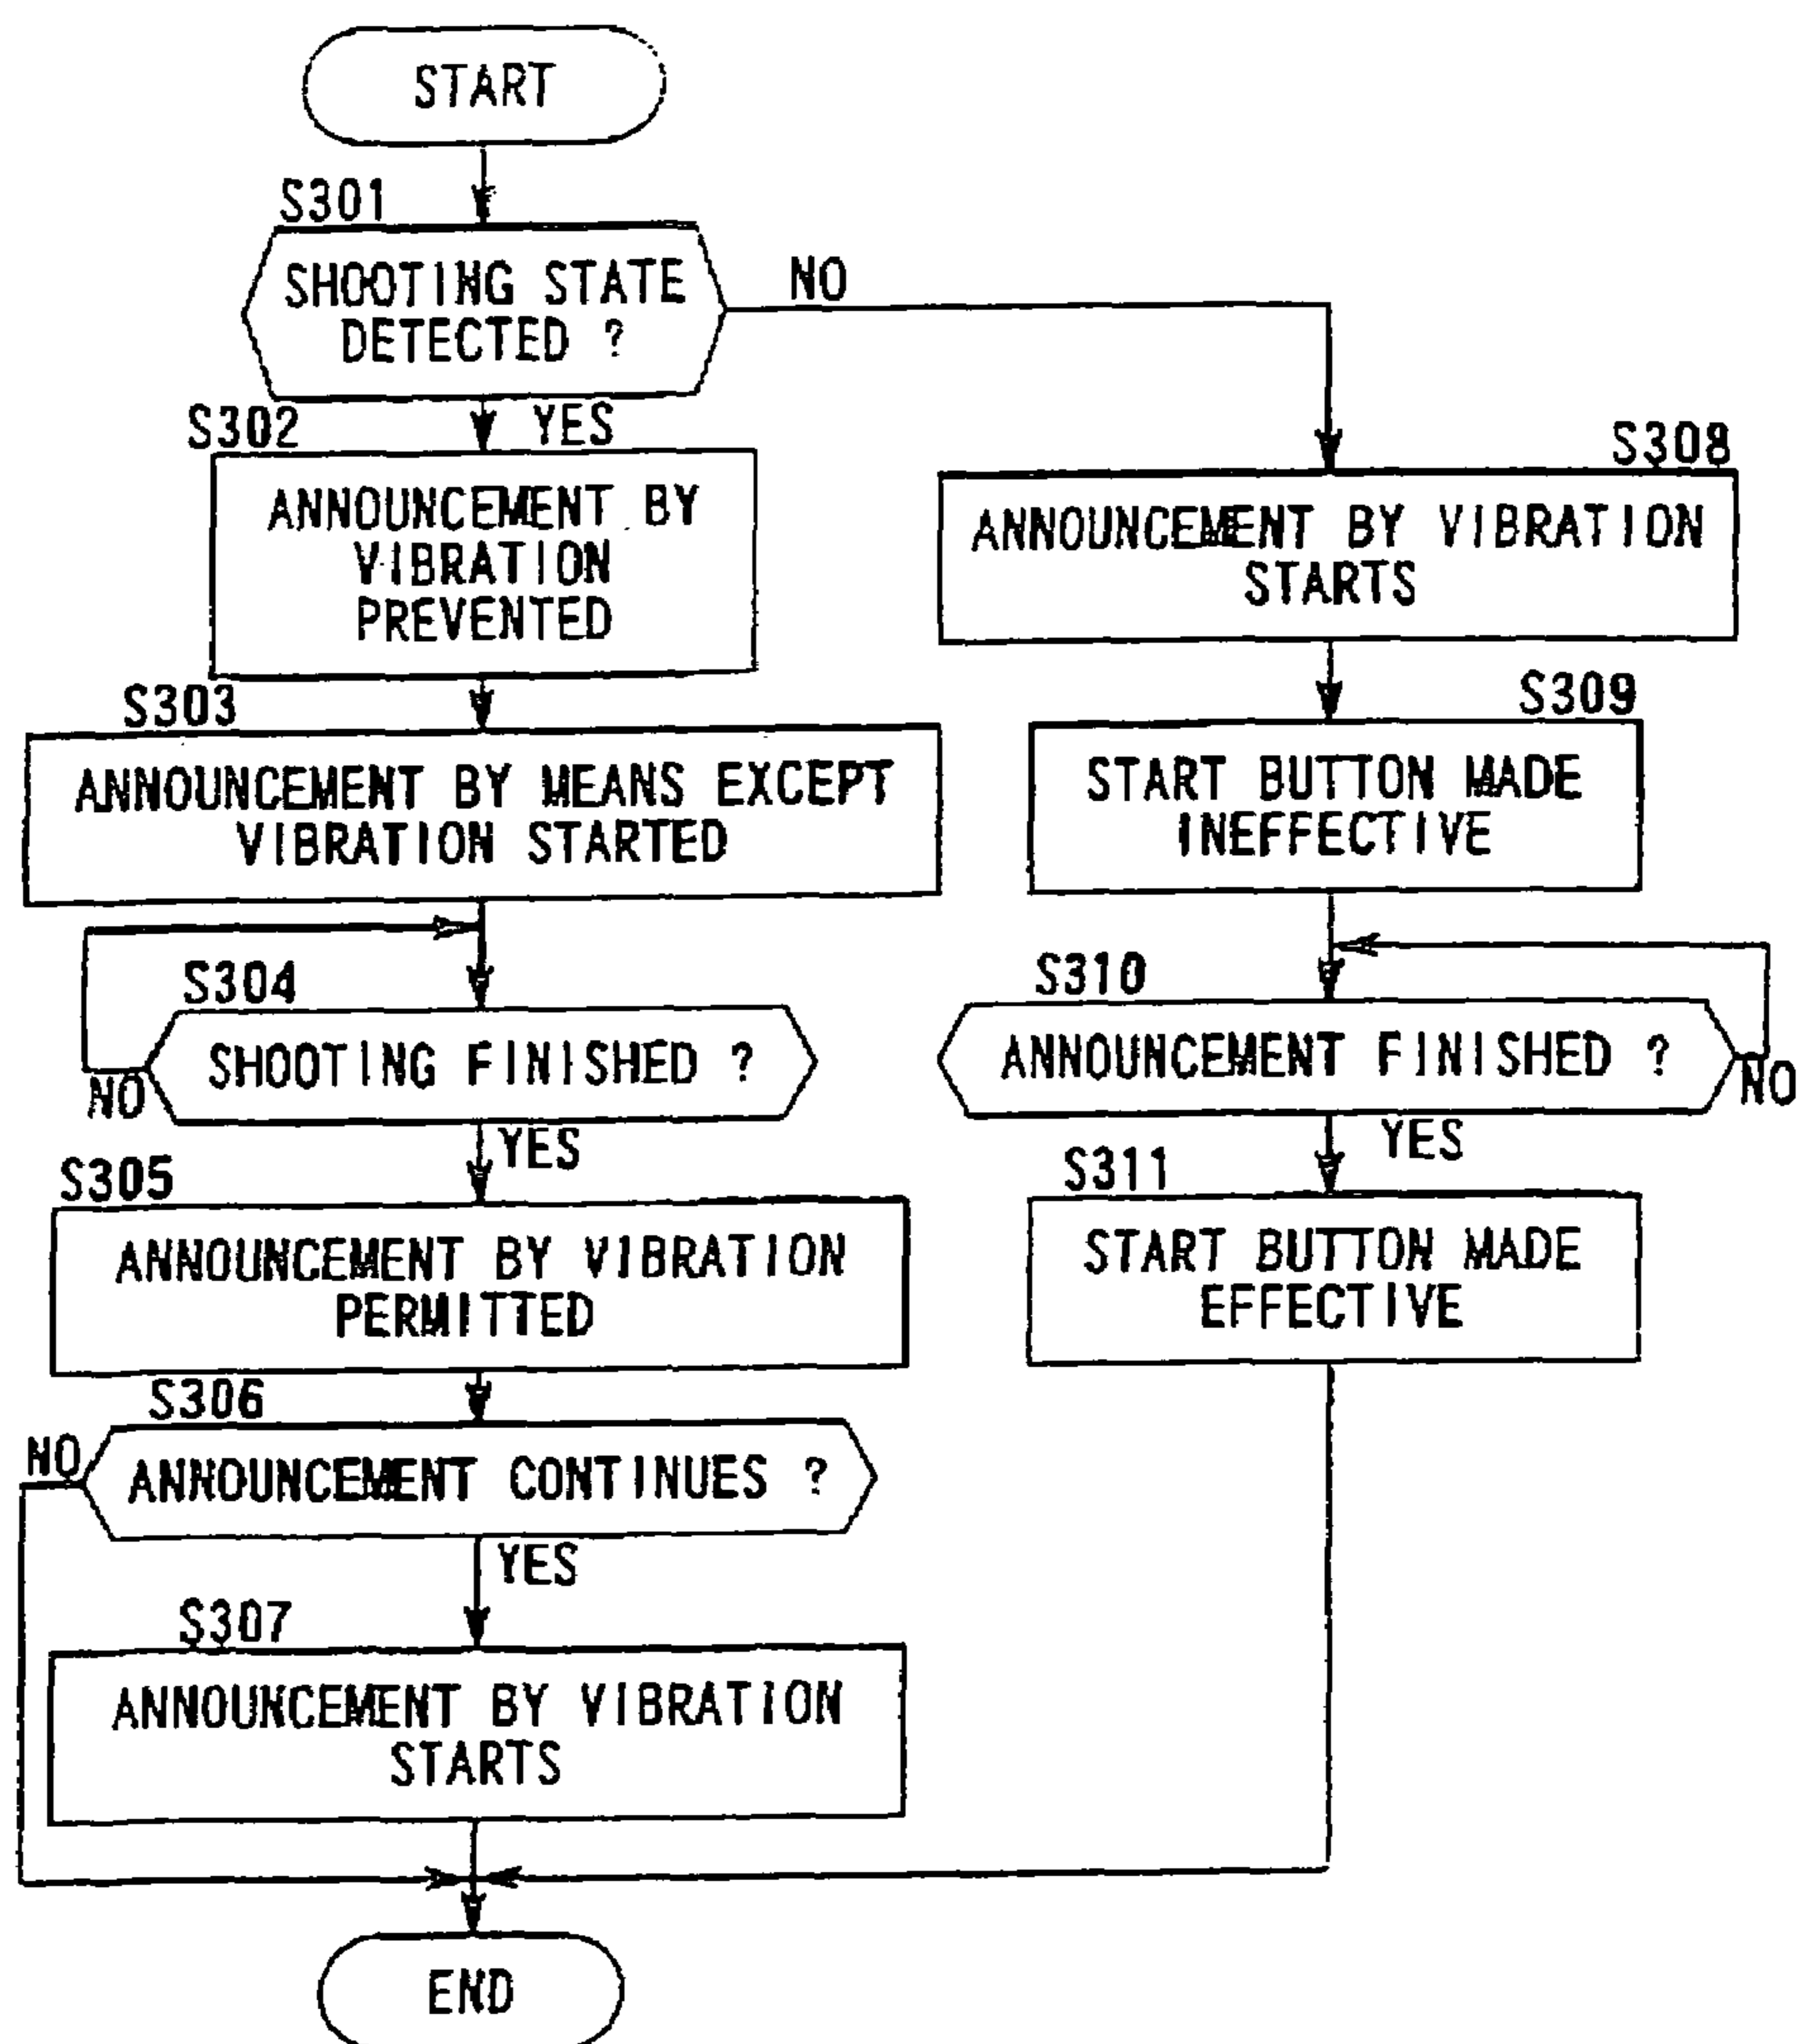 START
S301
SHOOTING STATE
DETECTED ?
NO
YES
S302
ANNOUNCEMENT BY
VIBRATION
PREVENTED
S303
ANNOUNCEMENT BY MEANS EXCEPT
VIBRATION STARTED
S304
SHOOTING FINISHED ?
NO
YES
S305
ANNOUNCEMENT BY VIBRATION
PERMITTED
S306
NO
ANNOUNCEMENT CONTINUES ?
YES
S307
ANNOUNCEMENT BY VIBRATION
STARTS
S308
ANNOUNCEMENT BY VIBRATION
STARTS
S309
START BUTTON MADE
INEFFECTIVE
S310
ANNOUNCEMENT FINISHED ?
NO
YES
S311
START BUTTON MADE
EFFECTIVE
END